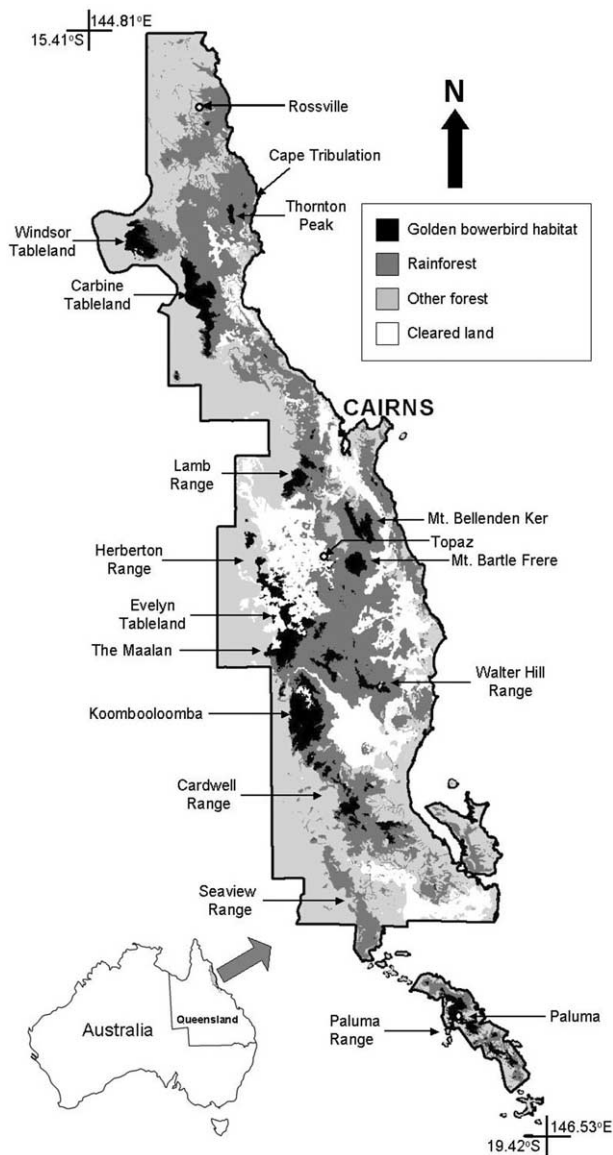 144.81°E
15.41°S
Rossville
N
Cape Tribulation
Thornton
Peak
Windsor
Tableland
Carbine
Tableland
Golden bowerbird habitat
Rainforest
Other forest
Cleared land
CAIRNS
Lamb
Range
Mt. Bellenden Ker
Topaz
Mt. Bartle Frere
Herberton
Range
Evelyn
Tableland
The Maalan
Walter Hill
Range
Koombooloomba
Cardwell
Range
Seaview
Range
Australia
Queensland
Paluma
Range
Paluma
146.53°E
19.42°S